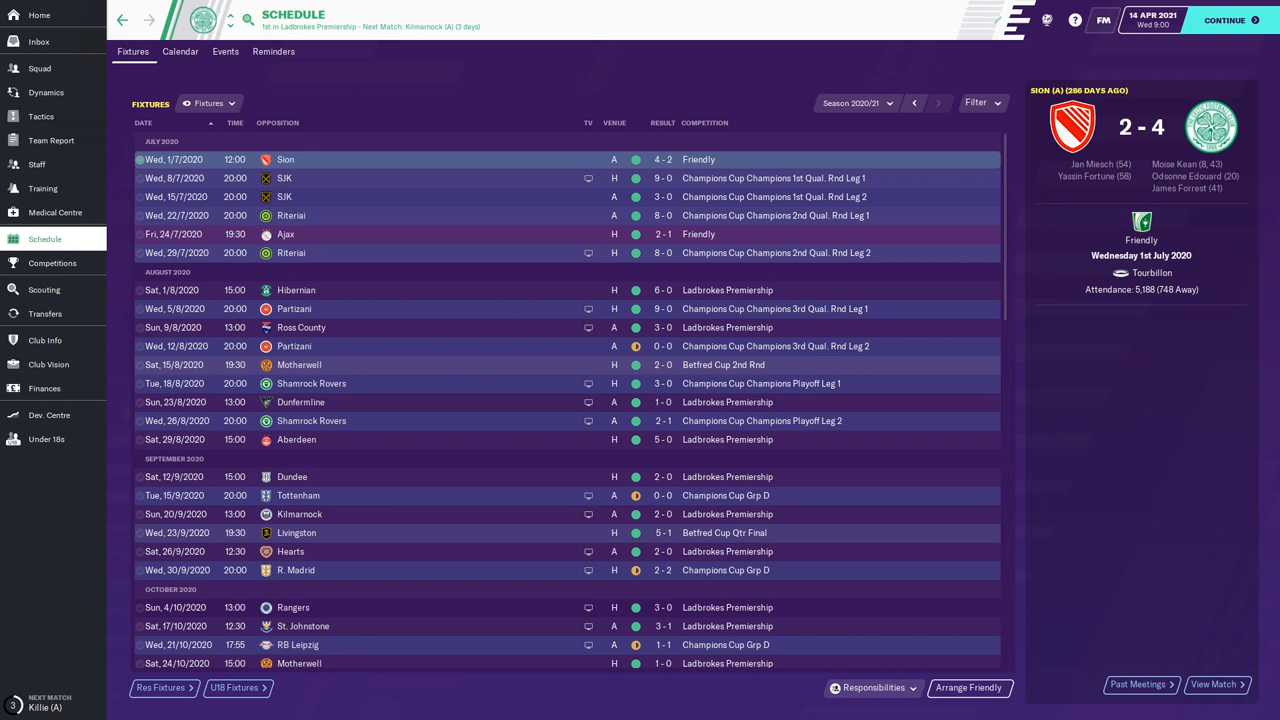 Home
Inbox
Squad
Dynamics
Tactics
Team Report
Staff
Training
Medical Centre
Schedule
Competitions
Scouting
Transfers
Club Info
Club Vision
Finances
Dev. Centre
Under 18s
3 NEXT MATCH
Killie (A)
SCHEDULE
1st in Ladbrokes Premiership - Next Match: Kilmarnock (A) (3 days)
? FM 14 APR 2021
Wed 9:00
CONTINUE
Fixtures Calendar Events Reminders
FIXTURES Fixtures Season 2020/21 Filter
DATE TIME OPPOSITION TV VENUE RESULT COMPETITION
JULY 2020
Wed, 1/7/2020 12:00 Sion A 4 - 2 Friendly
Wed, 8/7/2020 20:00 SJK H 9 - 0 Champions Cup Champions 1st Qual. Rnd Leg 1
Wed, 15/7/2020 20:00 SJK A 3 - 0 Champions Cup Champions 1st Qual. Rnd Leg 2
Wed, 22/7/2020 20:00 Riteriai A 8 - 0 Champions Cup Champions 2nd Qual. Rnd Leg 1
Fri, 24/7/2020 19:30 Ajax H 2 - 1 Friendly
Wed, 29/7/2020 20:00 Riteriai H 8 - 0 Champions Cup Champions 2nd Qual. Rnd Leg 2
AUGUST 2020
Sat, 1/8/2020 15:00 Hibernian H 6 - 0 Ladbrokes Premiership
Wed, 5/8/2020 20:00 Partizani H 9 - 0 Champions Cup Champions 3rd Qual. Rnd Leg 1
Sun, 9/8/2020 13:00 Ross County A 3 - 0 Ladbrokes Premiership
Wed, 12/8/2020 20:00 Partizani A 0 - 0 Champions Cup Champions 3rd Qual. Rnd Leg 2
Sat, 15/8/2020 19:30 Motherwell H 2 - 0 Betfred Cup 2nd Rnd
Tue, 18/8/2020 20:00 Shamrock Rovers H 3 - 0 Champions Cup Champions Playoff Leg 1
Sun, 23/8/2020 13:00 Dunfermline A 1 - 0 Ladbrokes Premiership
Wed, 26/8/2020 20:00 Shamrock Rovers A 2 - 1 Champions Cup Champions Playoff Leg 2
Sat, 29/8/2020 15:00 Aberdeen H 5 - 0 Ladbrokes Premiership
SEPTEMBER 2020
Sat, 12/9/2020 15:00 Dundee H 2 - 0 Ladbrokes Premiership
Tue, 15/9/2020 20:00 Tottenham A 0 - 0 Champions Cup Grp D
Sun, 20/9/2020 13:00 Kilmarnock A 2 - 0 Ladbrokes Premiership
Wed, 23/9/2020 19:30 Livingston H 5 - 1 Betfred Cup Qtr Final
Sat, 26/9/2020 12:30 Hearts A 2 - 0 Ladbrokes Premiership
Wed, 30/9/2020 20:00 R. Madrid H 2 - 2 Champions Cup Grp D
OCTOBER 2020
Sun, 4/10/2020 13:00 Rangers H 3 - 0 Ladbrokes Premiership
Sat, 17/10/2020 12:30 St. Johnstone A 3 - 1 Ladbrokes Premiership
Wed, 21/10/2020 17:55 RB Leipzig A 1 - 1 Champions Cup Grp D
Sat, 24/10/2020 15:00 Motherwell H 1 - 0 Ladbrokes Premiership
Res Fixtures U18 Fixtures Responsibilities Arrange Friendly
SION (A) (286 DAYS AGO)
2 - 4
Jan Miesch (54) Moise Kean (8, 43)
Yassin Fortune (58) Odsonne Edouard (20)
James Forrest (41)
Friendly
Wednesday 1st July 2020
Tourbillon
Attendance: 5,188 (748 Away)
Past Meetings View Match